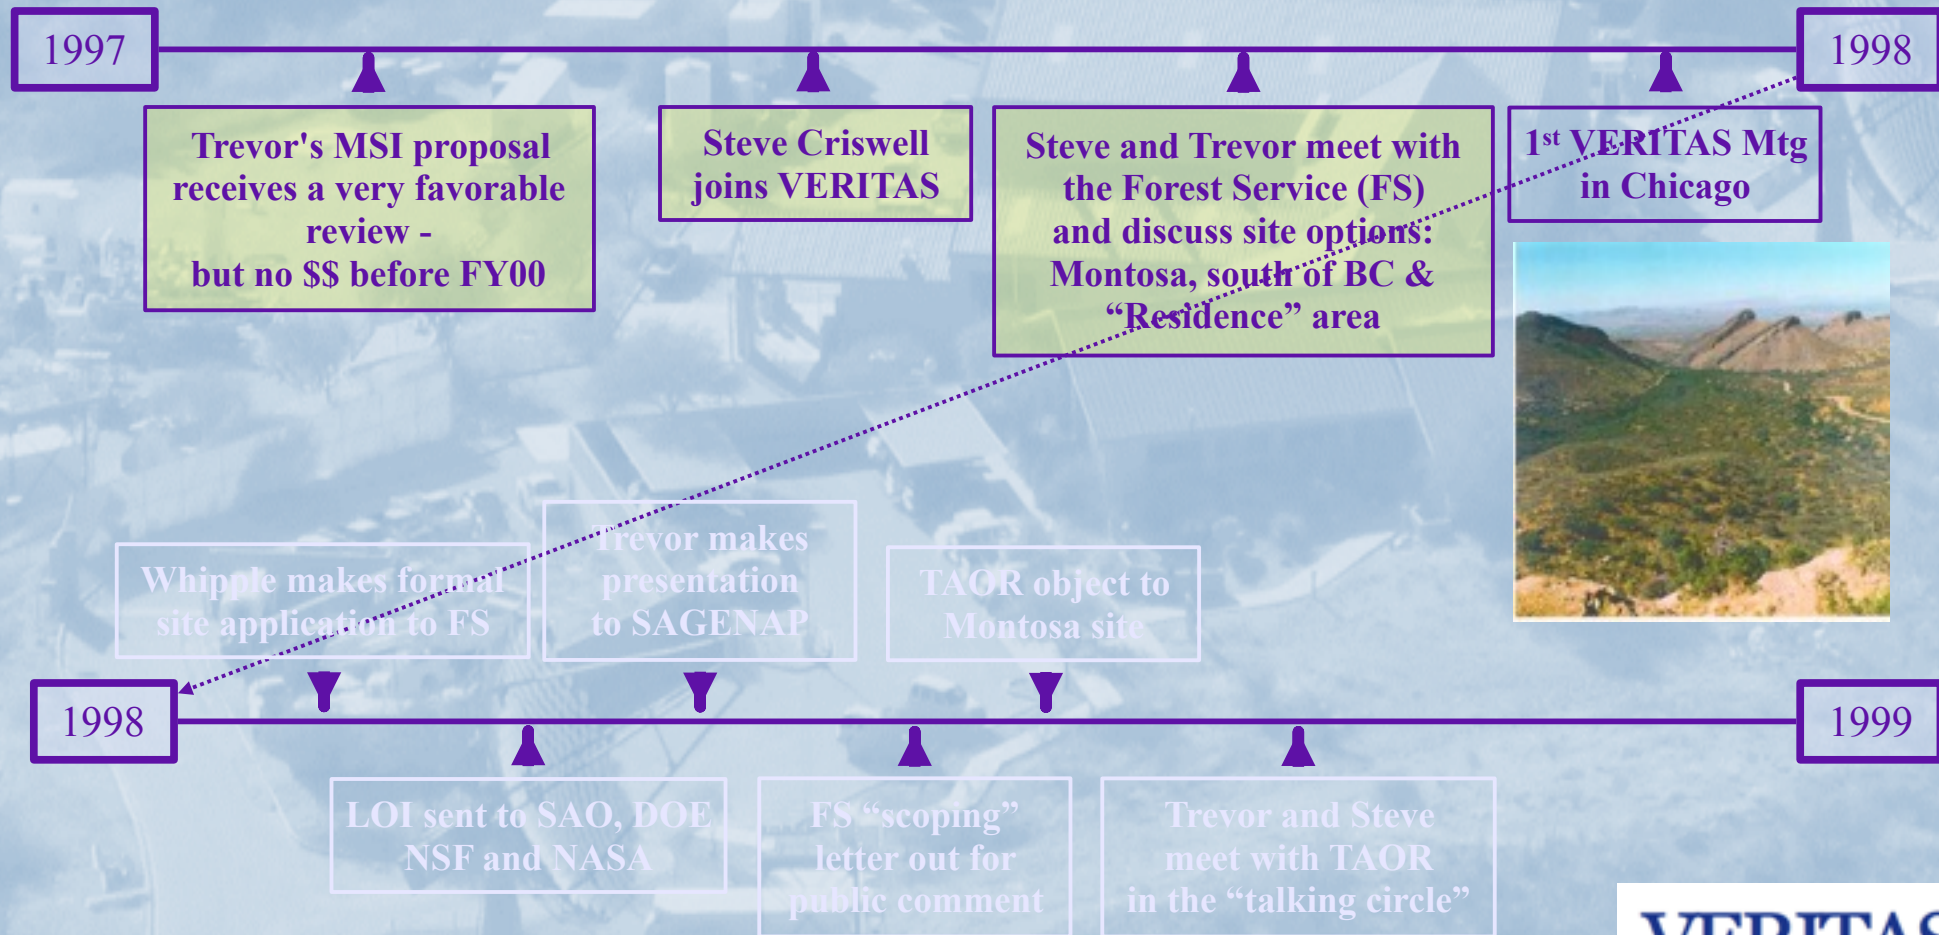 1997
1998
Trevor's MSI proposal
receives a very favorable
review -
but no $$ before FY00
Steve Criswell
joins VERITAS
Steve and Trevor meet with
the Forest Service (FS)
and discuss site options:
Montosa, south of BC &
“Residence” area
1st VERITAS Mtg
in Chicago
Whipple makes formal
site application to FS
Trevor makes
presentation
to SAGENAP
TAOR object to
Montosa site
1998
1999
LOI sent to SAO, DOE
NSF and NASA
FS “scoping”
letter out for
public comment
Trevor and Steve
meet with TAOR
in the “talking circle”
VERITAS